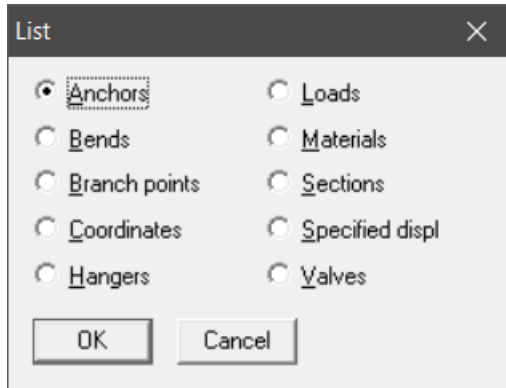 List
Anchors
Loads
Bends
Materials
Branch points
Sections
Coordinates
Specified displ
Hangers
Valves
OK
Cancel